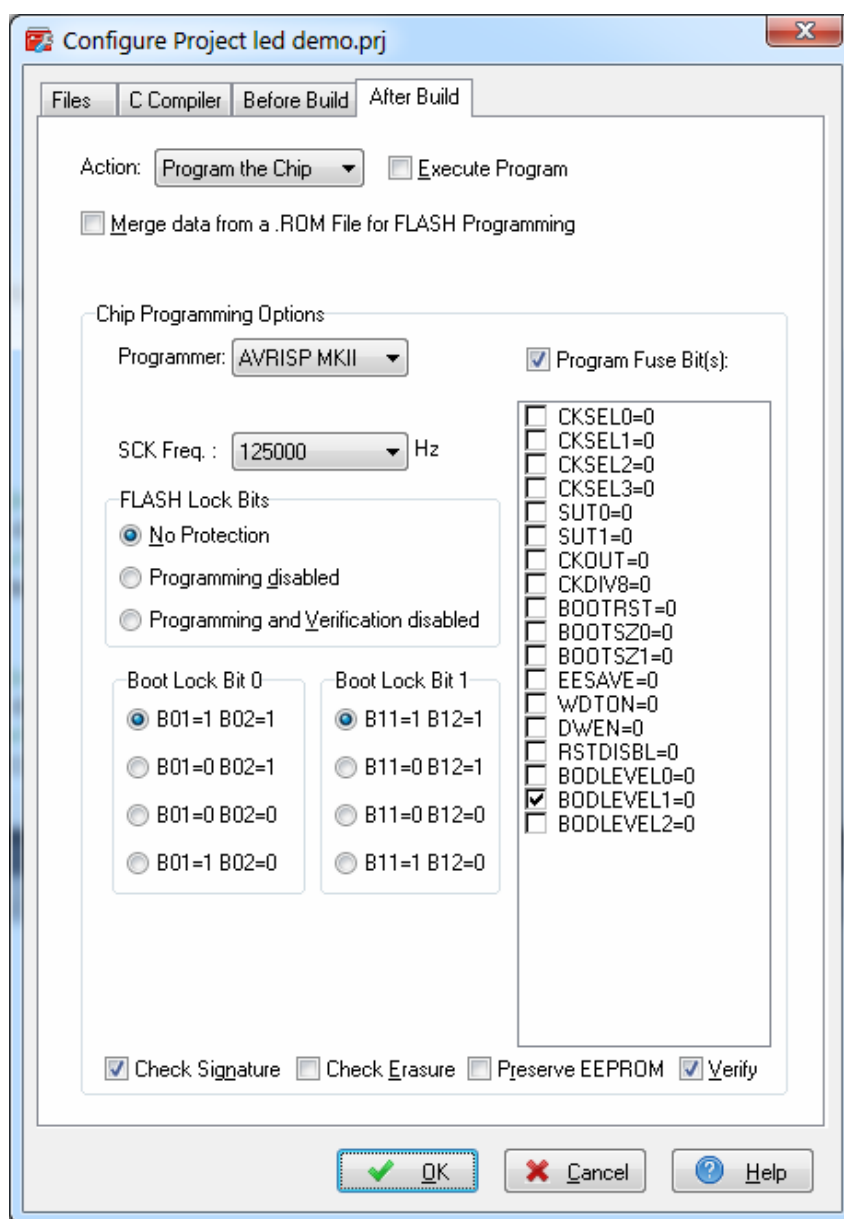 Configure Project led demo.prj
Files C Compiler Before Build After Build
Action: Program the Chip Execute Program
Merge data from a .ROM File for FLASH Programming
Chip Programming Options
Programmer: AVRISP MKII Program Fuse Bit(s):
SCK Freq. : 125000 Hz
FLASH Lock Bits
No Protection
Programming disabled
Programming and Verification disabled
Boot Lock Bit 0
B01=1 B02=1
B01=0 B02=1
B01=0 B02=0
B01=1 B02=0
Boot Lock Bit 1
B11=1 B12=1
B11=0 B12=1
B11=0 B12=0
B11=1 B12=0
CKSEL0=0
CKSEL1=0
CKSEL2=0
CKSEL3=0
SUT0=0
SUT1=0
CKOUT=0
CKDIV8=0
BOOTRST=0
BOOTSZ0=0
BOOTSZ1=0
EESAVE=0
WDTON=0
DWEN=0
RSTDISBL=0
BODLEVEL0=0
BODLEVEL1=0
BODLEVEL2=0
Check Signature Check Erasure Preserve EEPROM Verify
OK Cancel Help